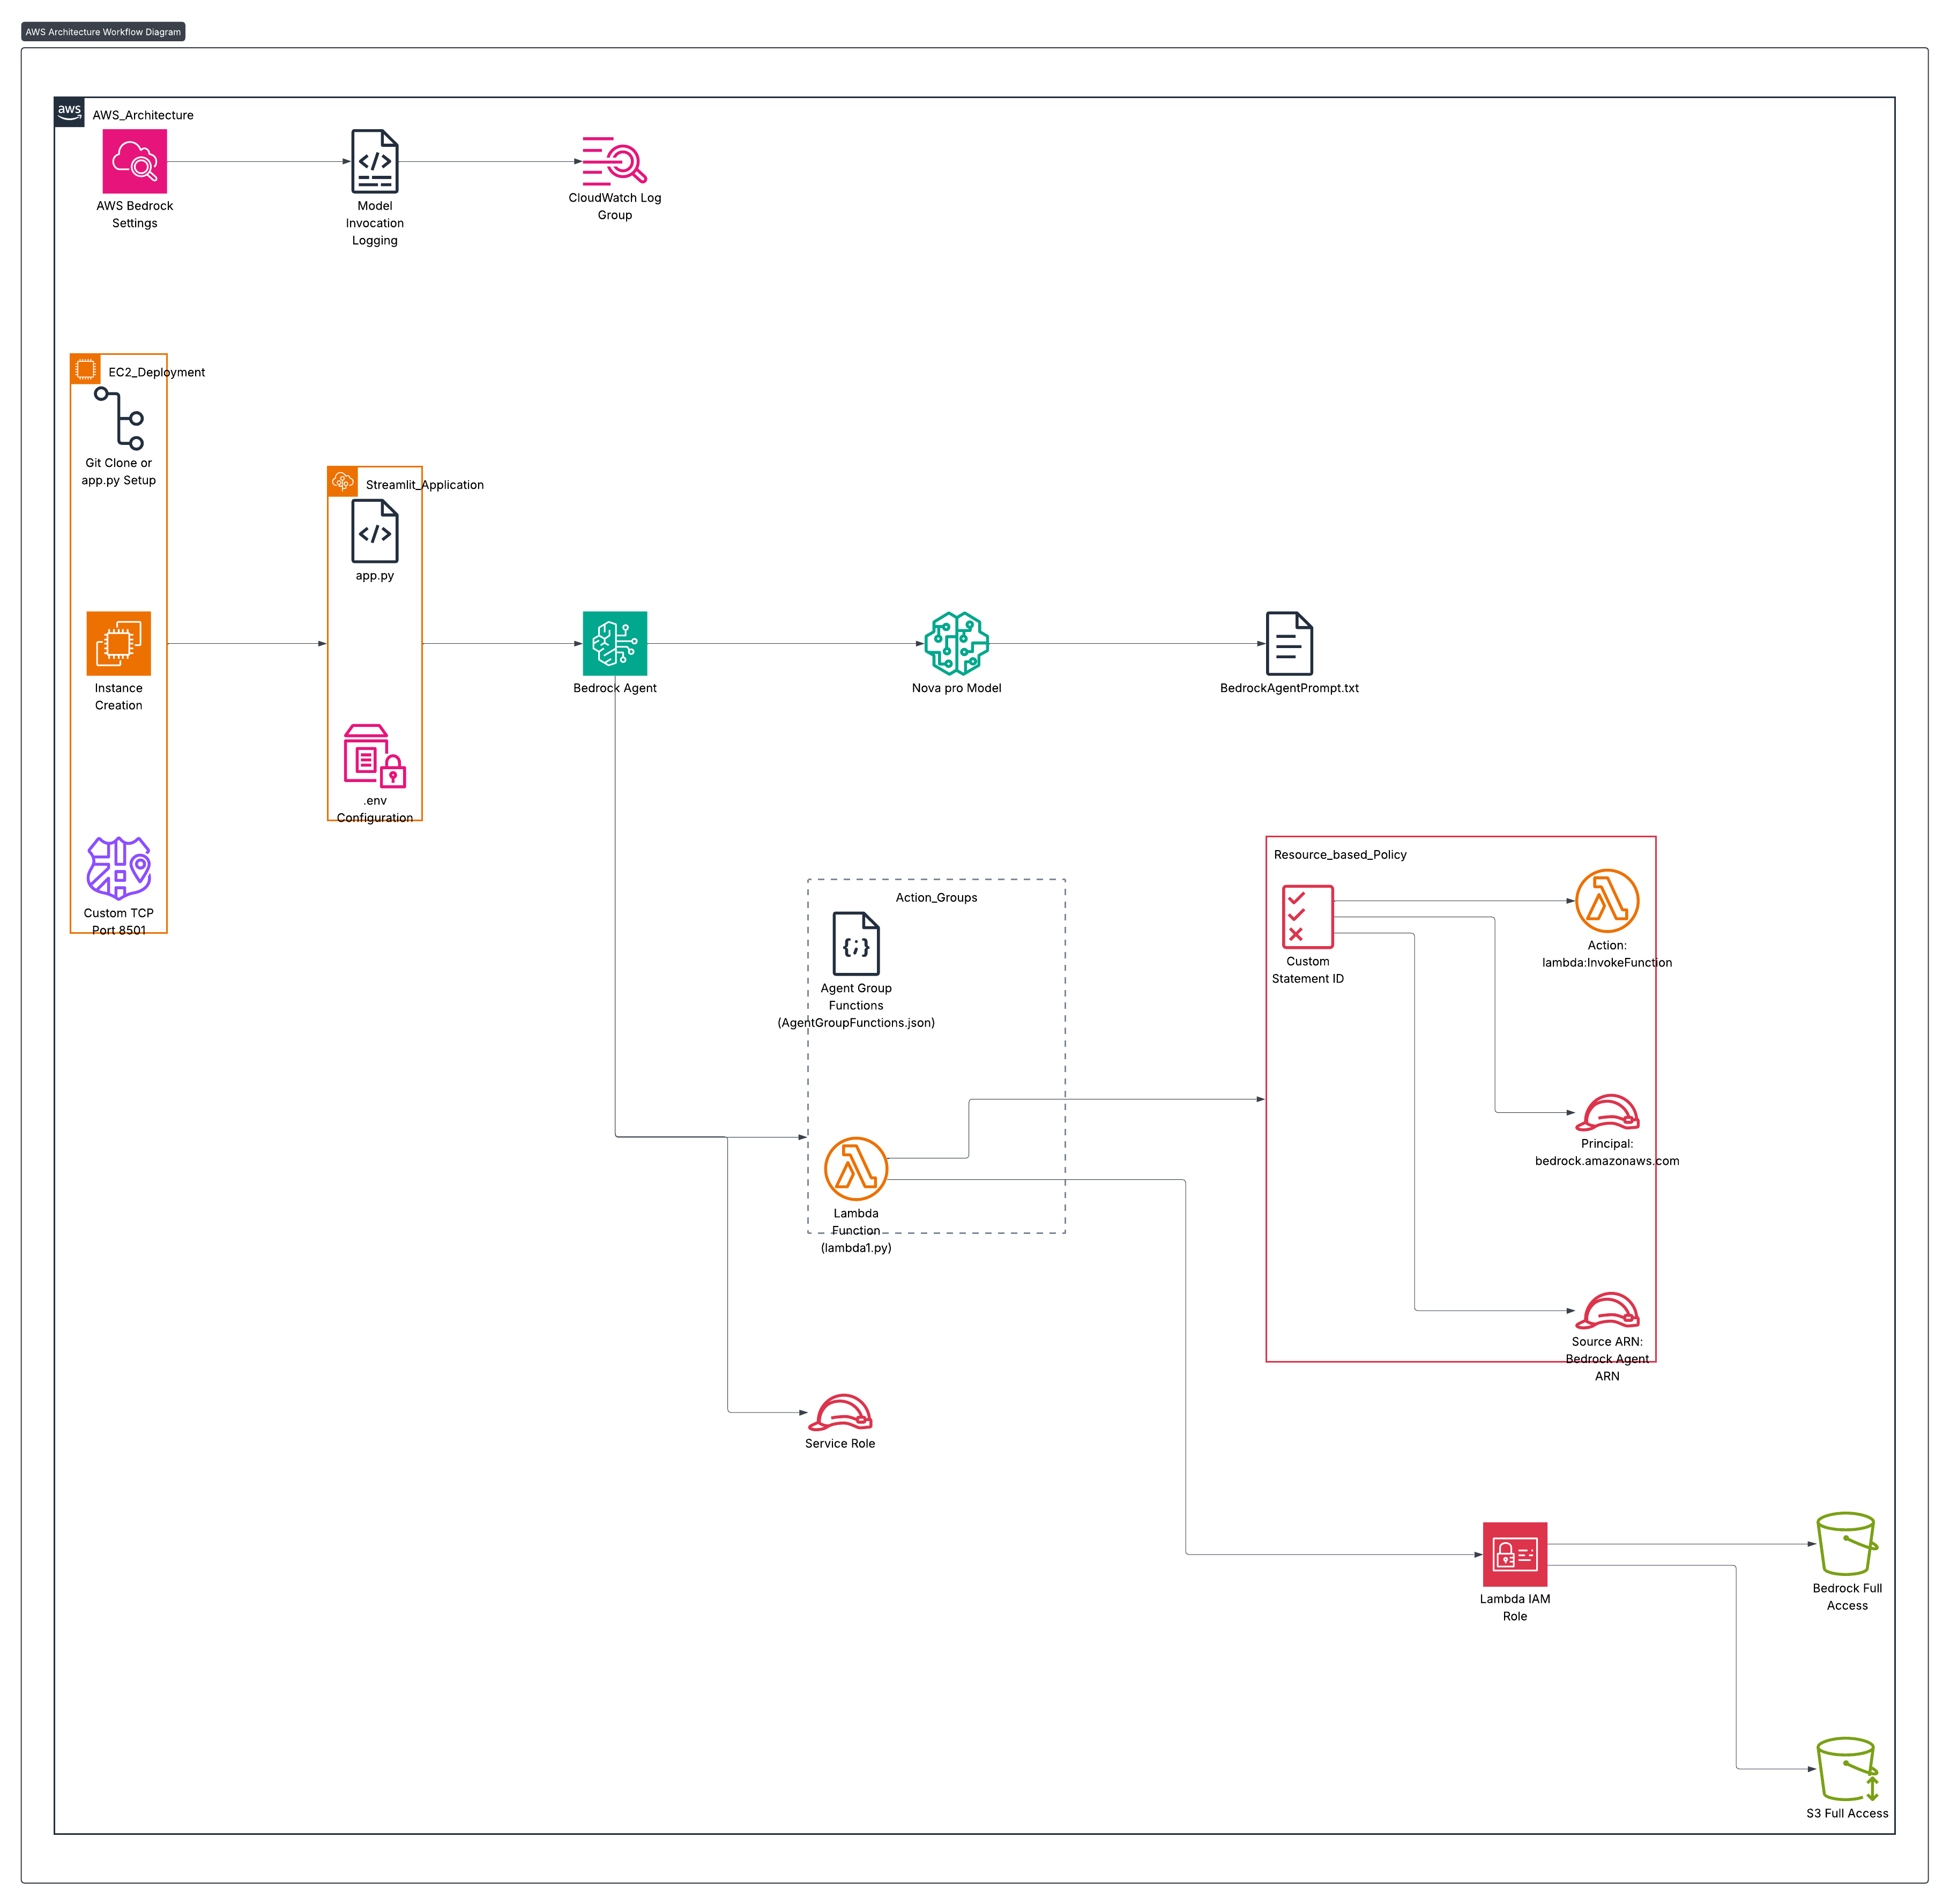 AWS Architecture Workflow Diagram
aws
AWS_Architecture
AWS Bedrock
Settings
Model
Invocation
Logging
CloudWatch Log
Group
EC2_Deployment
Git Clone or
app.py Setup
Instance
Creation
Custom TCP
Port 8501
Streamlit_Application
</>
app.py
.env
Configuration
Bedrock Agent
Nova pro Model
BedrockAgentPrompt.txt
Action_Groups
{;}
Agent Group
Functions
(AgentGroupFunctions.json)
Lambda
Function
(lambda1.py)
Service Role
Resource_based_Policy
Custom
Statement ID
Action:
lambda:InvokeFunction
Principal:
bedrock.amazonaws.com
Source ARN:
Bedrock Agent
ARN
Lambda IAM
Role
Bedrock Full
Access
S3 Full Access